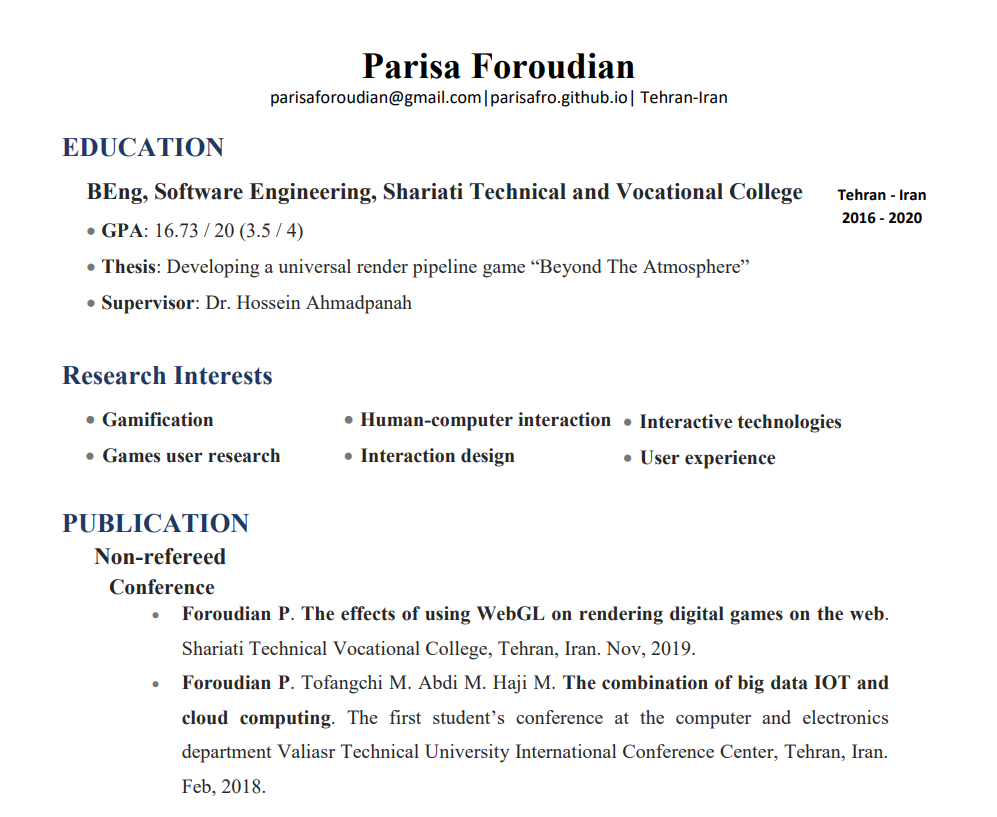 Parisa Foroudian
parisaforoudian@gmail.com|parisafro.github.io| Tehran-Iran
EDUCATION
BEng, Software Engineering, Shariati Technical and Vocational College
Tehran - Iran
2016 - 2020
• GPA: 16.73 / 20 (3.5 / 4)
• Thesis: Developing a universal render pipeline game “Beyond The Atmosphere”
• Supervisor: Dr. Hossein Ahmadpanah
Research Interests
• Gamification • Human-computer interaction • Interactive technologies
• Games user research • Interaction design • User experience
PUBLICATION
Non-refereed
Conference
• Foroudian P. The effects of using WebGL on rendering digital games on the web.
Shariati Technical Vocational College, Tehran, Iran. Nov, 2019.
• Foroudian P. Tofangchi M. Abdi M. Haji M. The combination of big data IOT and
cloud computing. The first student’s conference at the computer and electronics
department Valiasr Technical University International Conference Center, Tehran, Iran.
Feb, 2018.